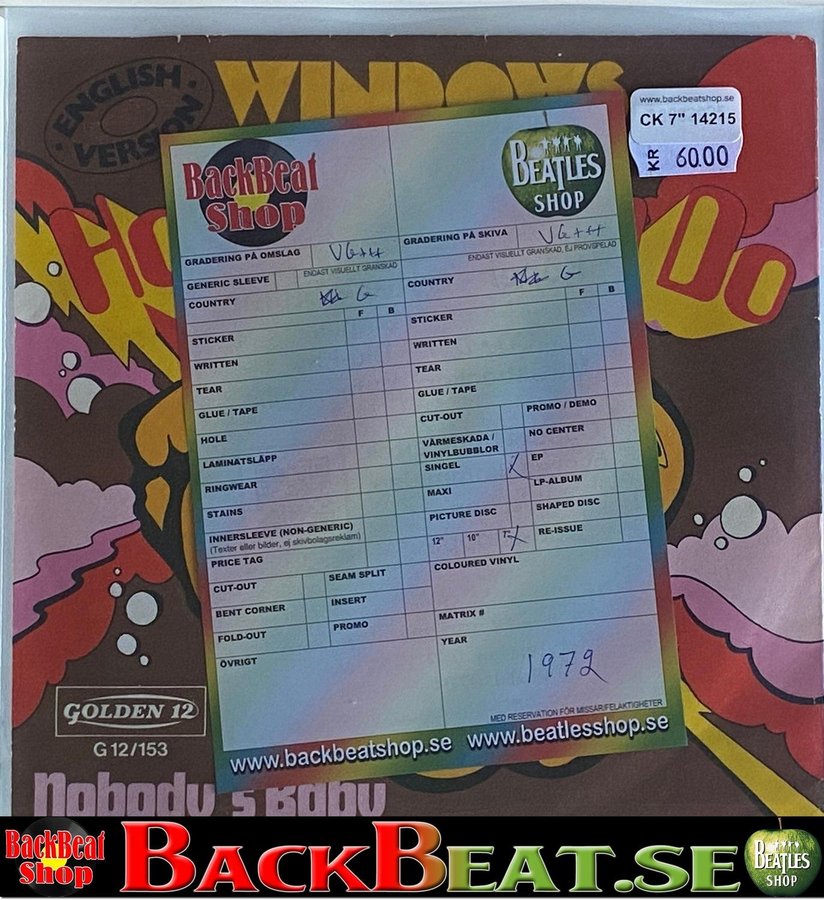 ENGLISH VERSION
WINDOWS
Ho
Do
www.backbeatshop.se
CK 7" 14215
KR 60.00
BackBeat
Shop
BEATLES
SHOP
GRADERING PÅ OMSLAG VG++
ENDAST VISUELLT GRANSKAD
GENERIC SLEEVE
COUNTRY G
F B
STICKER
WRITTEN
TEAR
GLUE / TAPE
HOLE
LAMINATSLÄPP
RINGWEAR
STAINS
INNERSLEEVE (NON-GENERIC)
(Texter eller bilder, ej skivbolagsreklam)
PRICE TAG
CUT-OUT SEAM SPLIT
BENT CORNER INSERT
FOLD-OUT PROMO
ÖVRIGT
GRADERING PÅ SKIVA VG++
ENDAST VISUELLT GRANSKAD, EJ PROVSPELAD
COUNTRY G
F B
STICKER
WRITTEN
TEAR
GLUE / TAPE
CUT-OUT PROMO / DEMO
VÄRMESKADA / NO CENTER
VINYLBUBBLOR
SINGEL X EP
MAXI LP-ALBUM
PICTURE DISC SHAPED DISC
12" 10" 7" X RE-ISSUE
COLOURED VINYL
MATRIX #
YEAR
1972
MED RESERVATION FÖR MISSAR/FELAKTIGHETER
www.backbeatshop.se www.beatlesshop.se
GOLDEN 12
G 12/153
Nobody's Baby
BackBeat
Shop
BACKBEAT.SE
BEATLES
SHOP